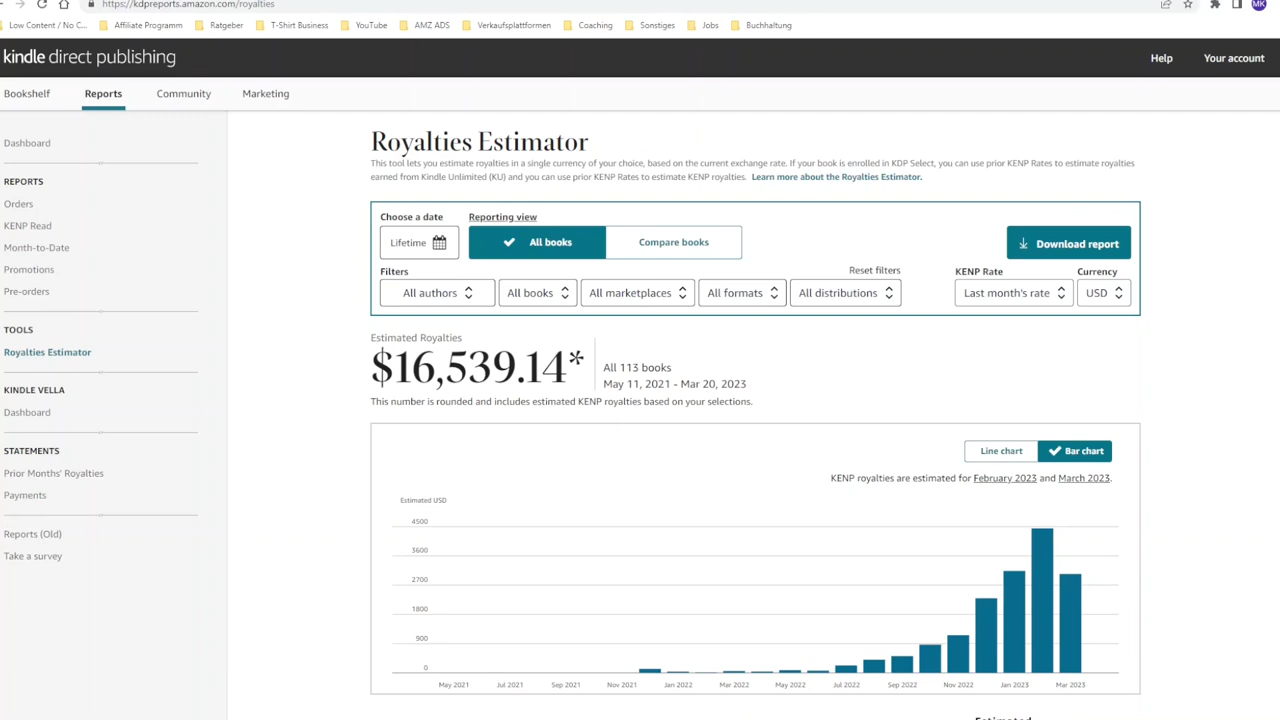 https://kdpreports.amazon.com/royalties
MK
Low Content / No C...
Affiliate Programm
Ratgeber
T-Shirt Business
YouTube
AMZ ADS
Verkaufsplattformen
Coaching
Sonstiges
Jobs
Buchhaltung
kindle direct publishing
Help
Your account
Bookshelf
Reports
Community
Marketing
Dashboard
REPORTS
Orders
KENP Read
Month-to-Date
Promotions
Pre-orders
TOOLS
Royalties Estimator
KINDLE VELLA
Dashboard
STATEMENTS
Prior Months' Royalties
Payments
Reports (Old)
Take a survey
Royalties Estimator
This tool lets you estimate royalties in a single currency of your choice, based on the current exchange rate. If your book is enrolled in KDP Select, you can use prior KENP Rates to estimate royalties
earned from Kindle Unlimited (KU) and you can use prior KENP Rates to estimate KENP royalties. Learn more about the Royalties Estimator.
Choose a date
Reporting view
Lifetime
All books
Compare books
Download report
Filters
Reset filters
KENP Rate
Currency
All authors
All books
All marketplaces
All formats
All distributions
Last month's rate
USD
Estimated Royalties
$16,539.14*
All 113 books
May 11, 2021 - Mar 20, 2023
This number is rounded and includes estimated KENP royalties based on your selections.
Line chart
Bar chart
KENP royalties are estimated for February 2023 and March 2023.
Estimated USD
4500
3600
2700
1800
900
0
May 2021
Jul 2021
Sep 2021
Nov 2021
Jan 2022
Mar 2022
May 2022
Jul 2022
Sep 2022
Nov 2022
Jan 2023
Mar 2023
Estimated